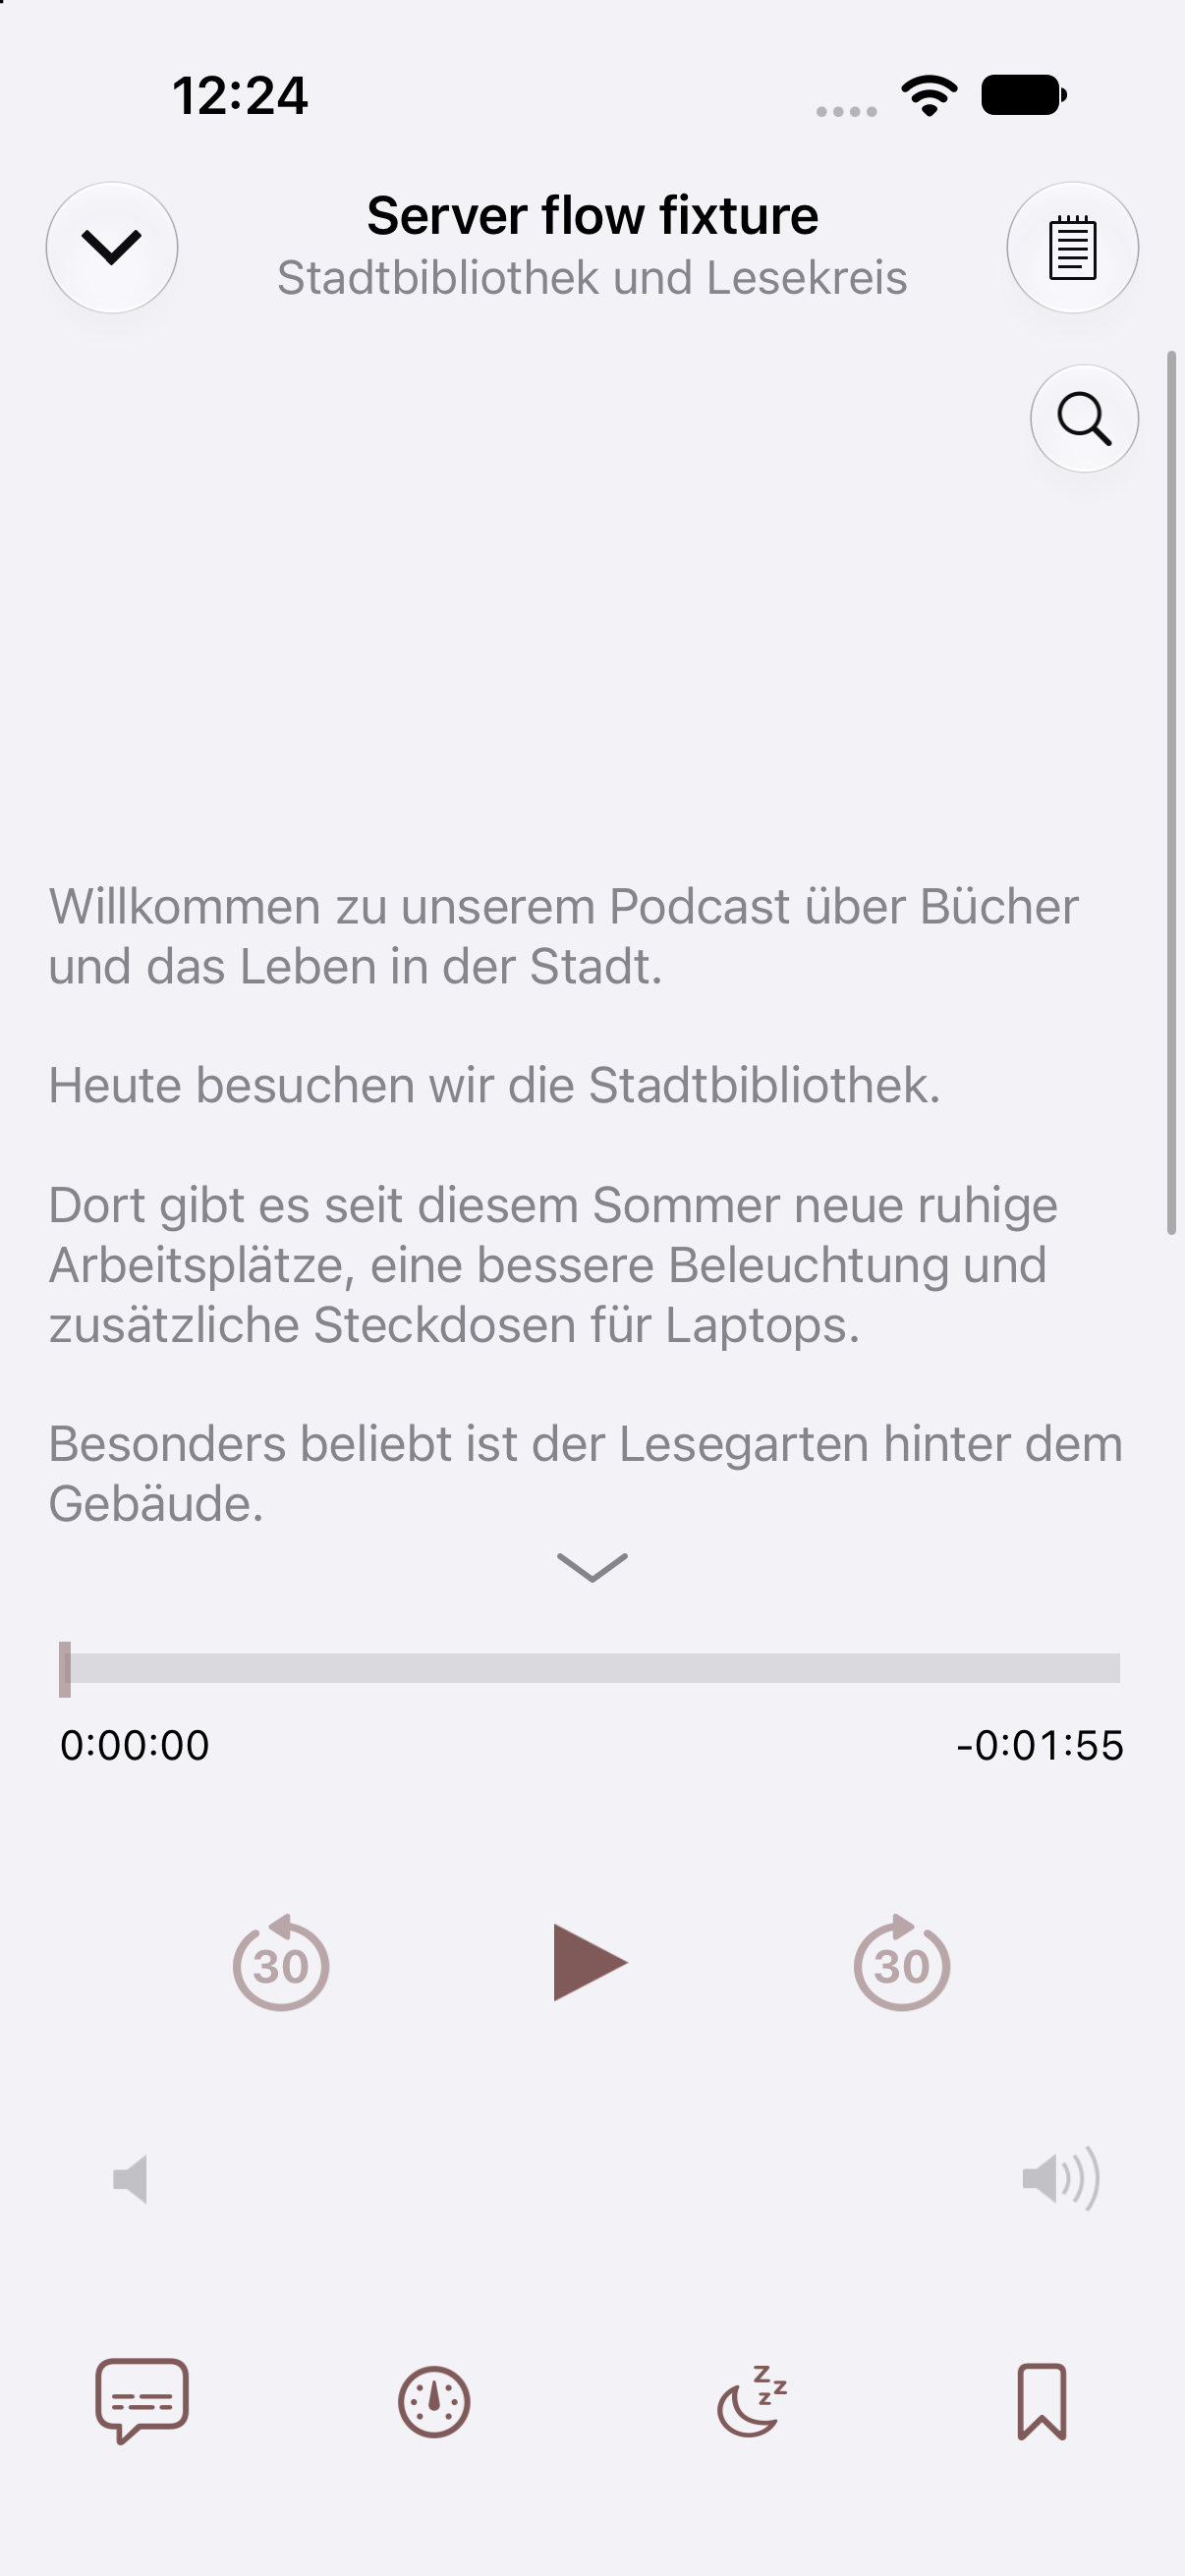 12:24
Server flow fixture
Stadtbibliothek und Lesekreis
Willkommen zu unserem Podcast über Bücher
und das Leben in der Stadt.
Heute besuchen wir die Stadtbibliothek.
Dort gibt es seit diesem Sommer neue ruhige
Arbeitsplätze, eine bessere Beleuchtung und
zusätzliche Steckdosen für Laptops.
Besonders beliebt ist der Lesegarten hinter dem
Gebäude.
0:00:00 -0:01:55
30 30
z z z